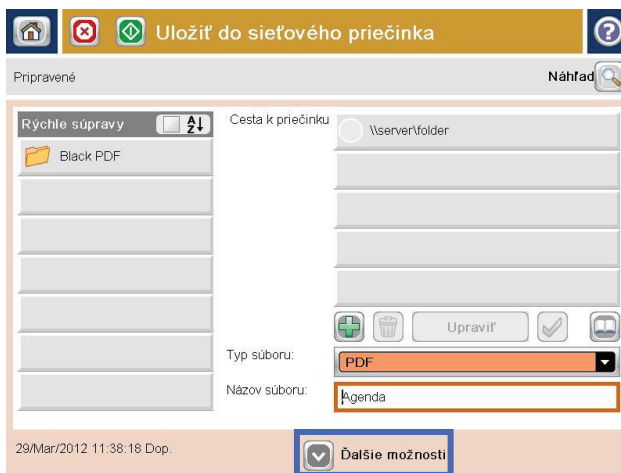 Uložiť do sieťového priečinka
Pripravené
Náhľad
Rýchle súpravy
Cesta k priečinku
\\server\folder
Black PDF
Upraviť
Typ súboru:
PDF
Názov súboru:
Agenda
29/Mar/2012 11:38:18 Dop.
Ďalšie možnosti